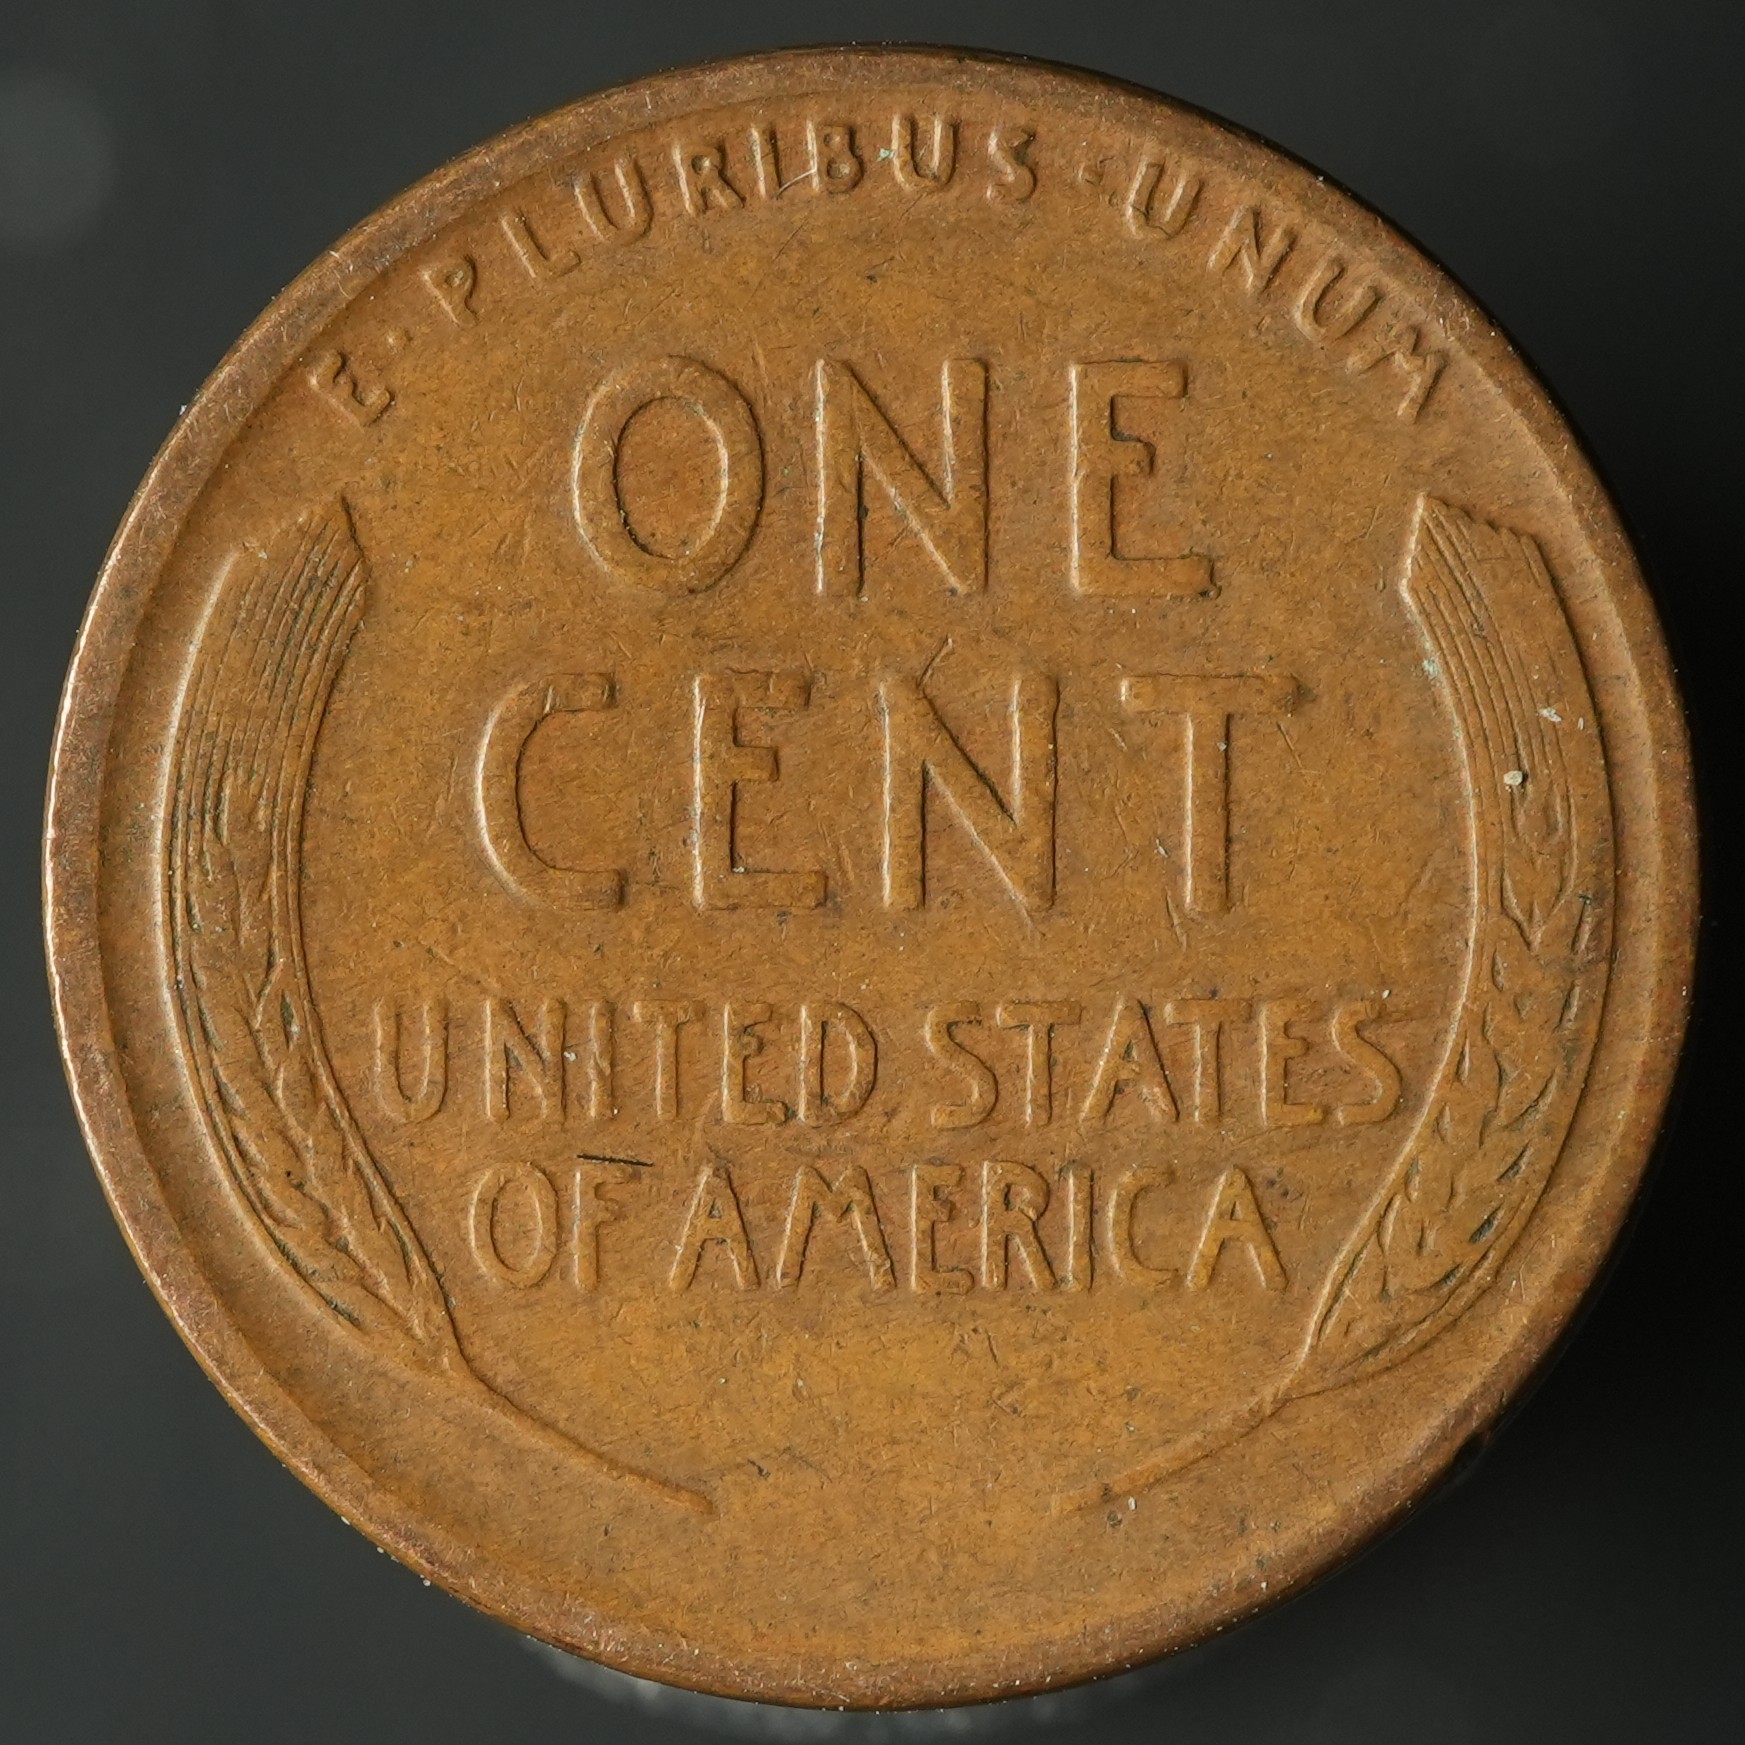 E · PLURIBUS · UNUM
ONE
CENT
UNITED STATES
OF AMERICA